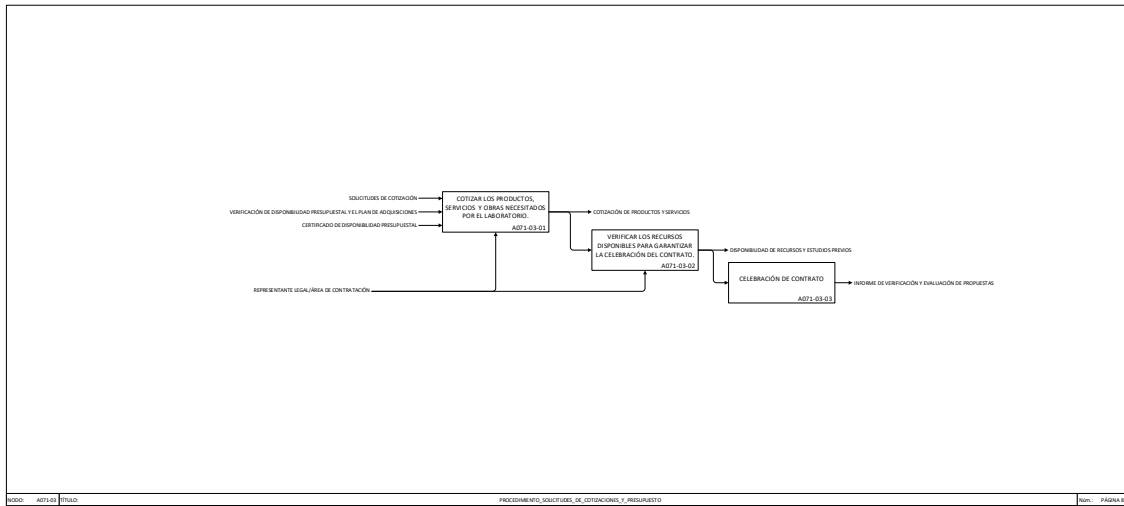 SOLICITUDES DE COTIZACIÓN
VERIFICACIÓN DE DISPONIBILIDAD PRESUPUESTAL Y EL PLAN DE ADQUISICIONES
CERTIFICADO DE DISPONIBLIDAD PRESUPUESTAL
COTIZAR LOS PRODUCTOS,
SERVICIOS Y OBRAS NECESITADOS
POR EL LABORATORIO.
A071-03-01
COTIZACIÓN DE PRODUCTOS Y SERVICIOS
VERIFICAR LOS RECURSOS
DISPONIBLES PARA GARANTIZAR
LA CELEBRACIÓN DEL CONTRATO.
A071-03-02
DISPONIBILIDAD DE RECURSOS Y ESTUDIOS PREVIOS
REPRESENTANTE LEGAL/ÁREA DE CONTRATACIÓN
CELEBRACIÓN DE CONTRATO
A071-03-03
INFORME DE VERIFICACIÓN Y EVALUACIÓN DE PROPUESTAS
NODO: A071-03 TÍTULO: PROCEDIMIENTO_SOLICITUDES_DE_COTIZACIONES_Y_PRESUPUESTO Núm.: PÁGINA 8